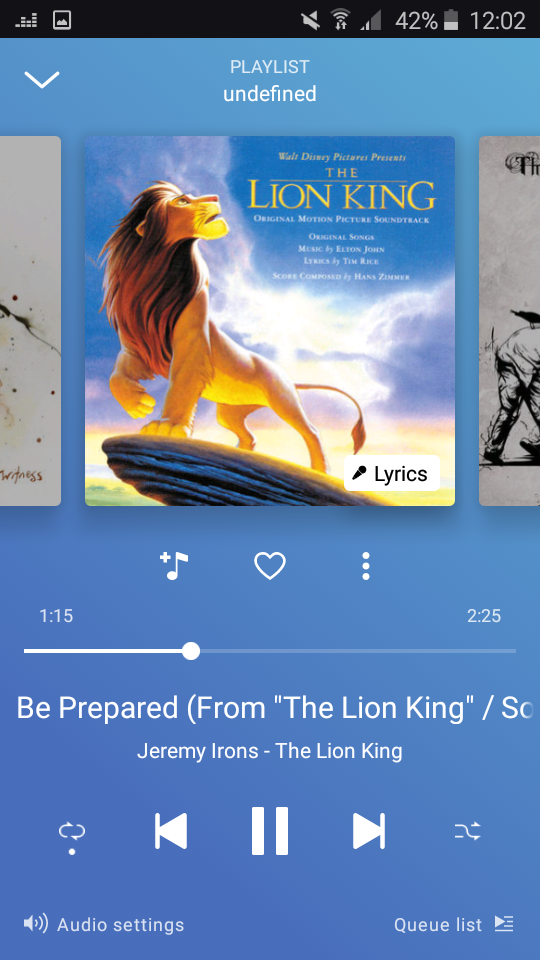 42% 12:02
PLAYLIST
undefined
Walt Disney Pictures Presents
THE
LION KING
ORIGINAL MOTION PICTURE SOUNDTRACK
ORIGINAL SONGS
MUSIC by ELTON JOHN
LYRICS by TIM RICE
SCORE COMPOSED by HANS ZIMMER
witness
Th
Lyrics
1:15
2:25
Be Prepared (From "The Lion King" / So
Jeremy Irons - The Lion King
Audio settings
Queue list